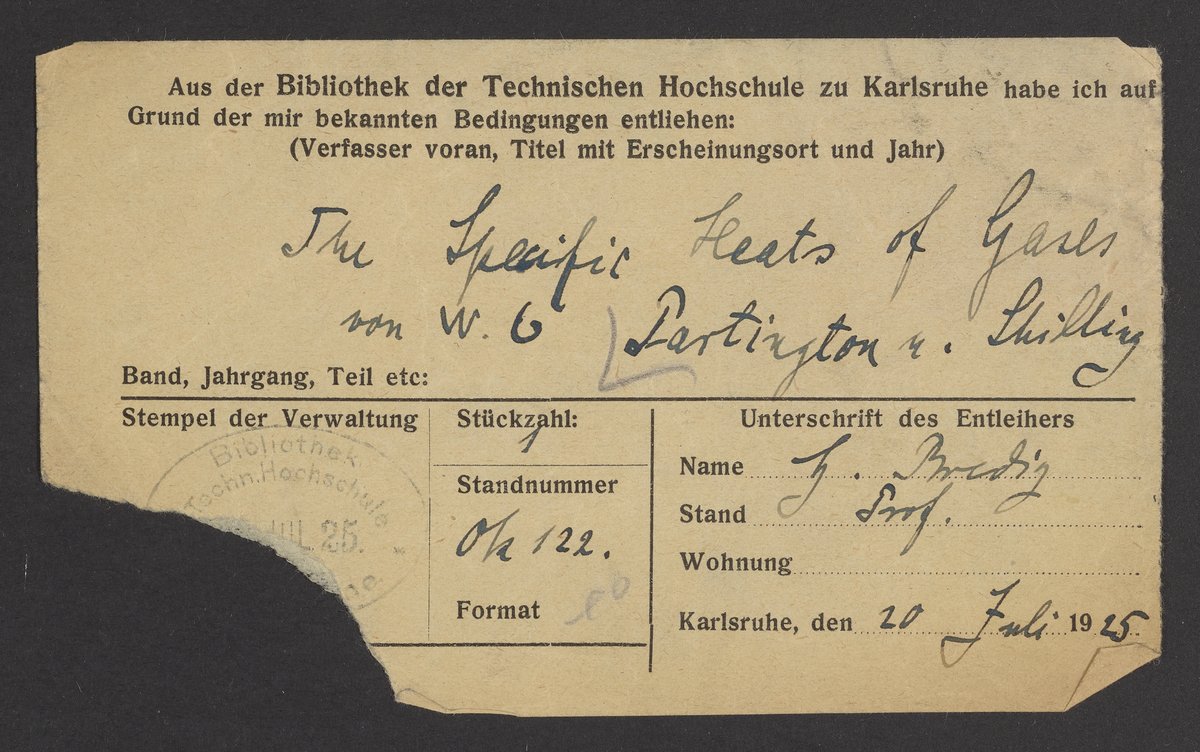 Aus der Bibliothek der Technischen Hochschule zu Karlsruhe habe ich auf
Grund der mir bekannten Bedingungen entliehen:
(Verfasser voran, Titel mit Erscheinungsort und Jahr)
The Specific Heats of Gases
von W. G Partington u. Shilling
Band, Jahrgang, Teil etc:
Stempel der Verwaltung
Bibliothek
Techn. Hochschule
JUL. 25.
Stückzahl:
1
Standnummer
Ok 122.
Format
8°
Unterschrift des Entleihers
Name G. Bredig
Stand Prof.
Wohnung
Karlsruhe, den 20 Juli 1925